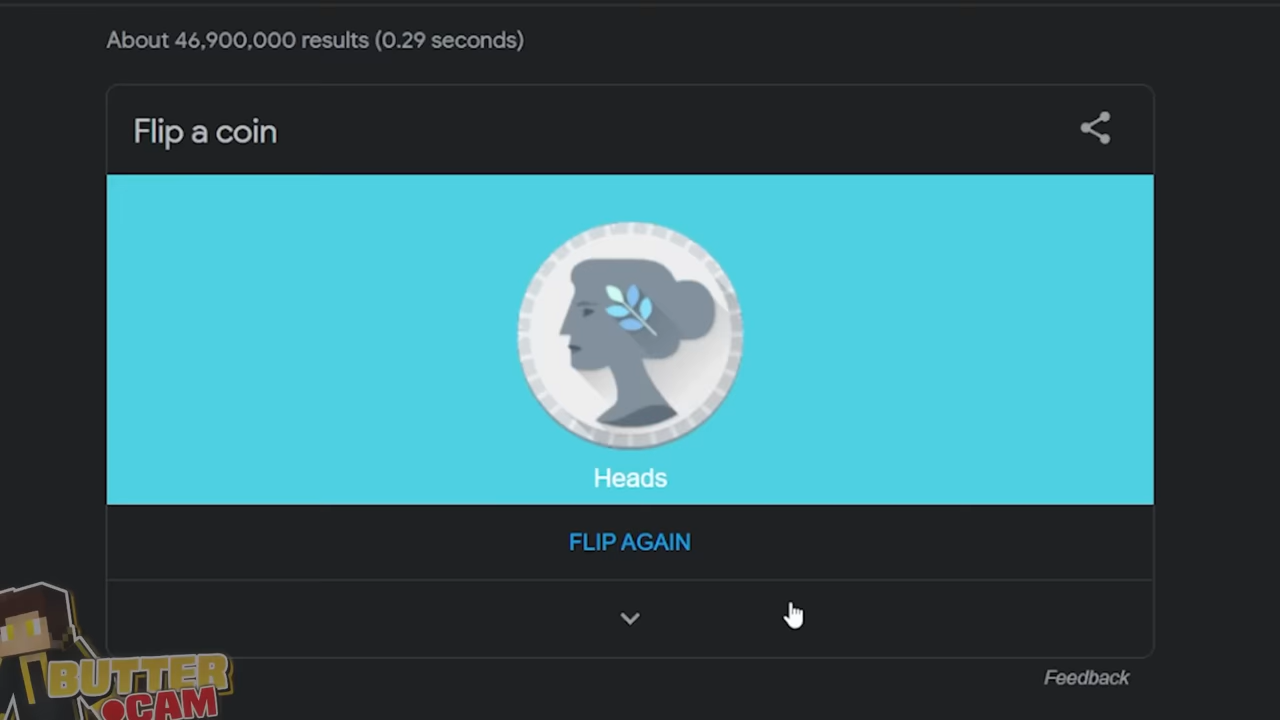 About 46,900,000 results (0.29 seconds)
Flip a coin
Heads
FLIP AGAIN
Feedback
BUTTER
CAM